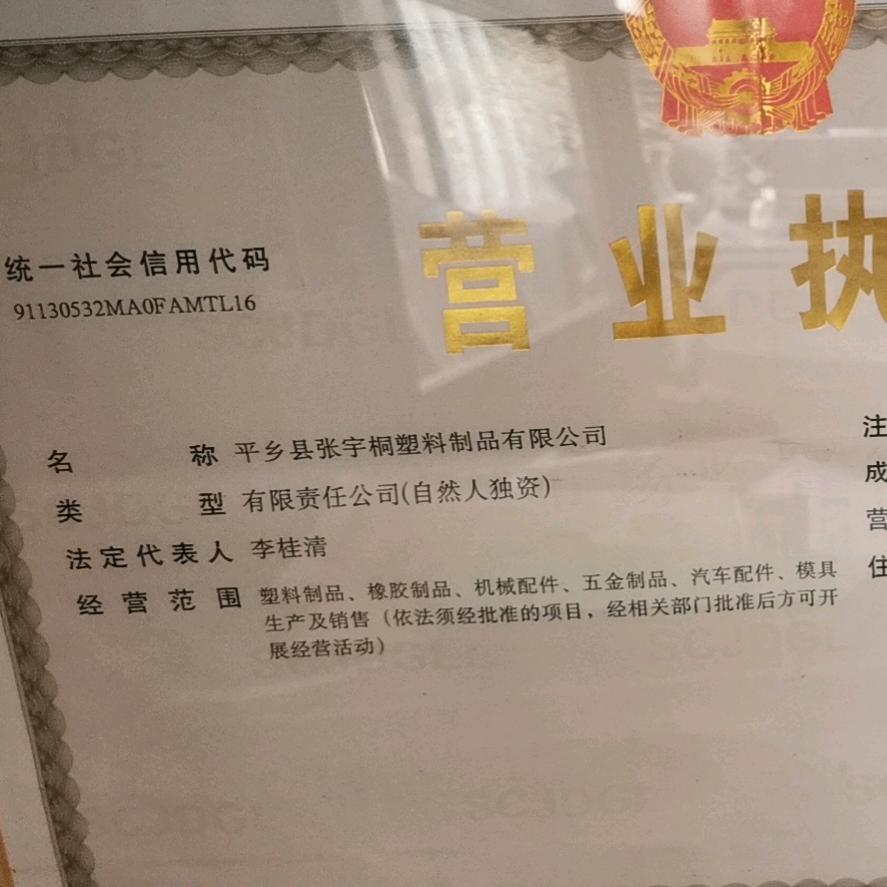 营业执
统一社会信用代码
91130532MA0FAMTL16
名 称 平乡县张宇桐塑料制品有限公司
类 型 有限责任公司(自然人独资)
法定代表人 李桂清
经营范围 塑料制品、橡胶制品、机械配件、五金制品、汽车配件、模具
生产及销售（依法须经批准的项目，经相关部门批准后方可开
展经营活动）
注
成
营
住